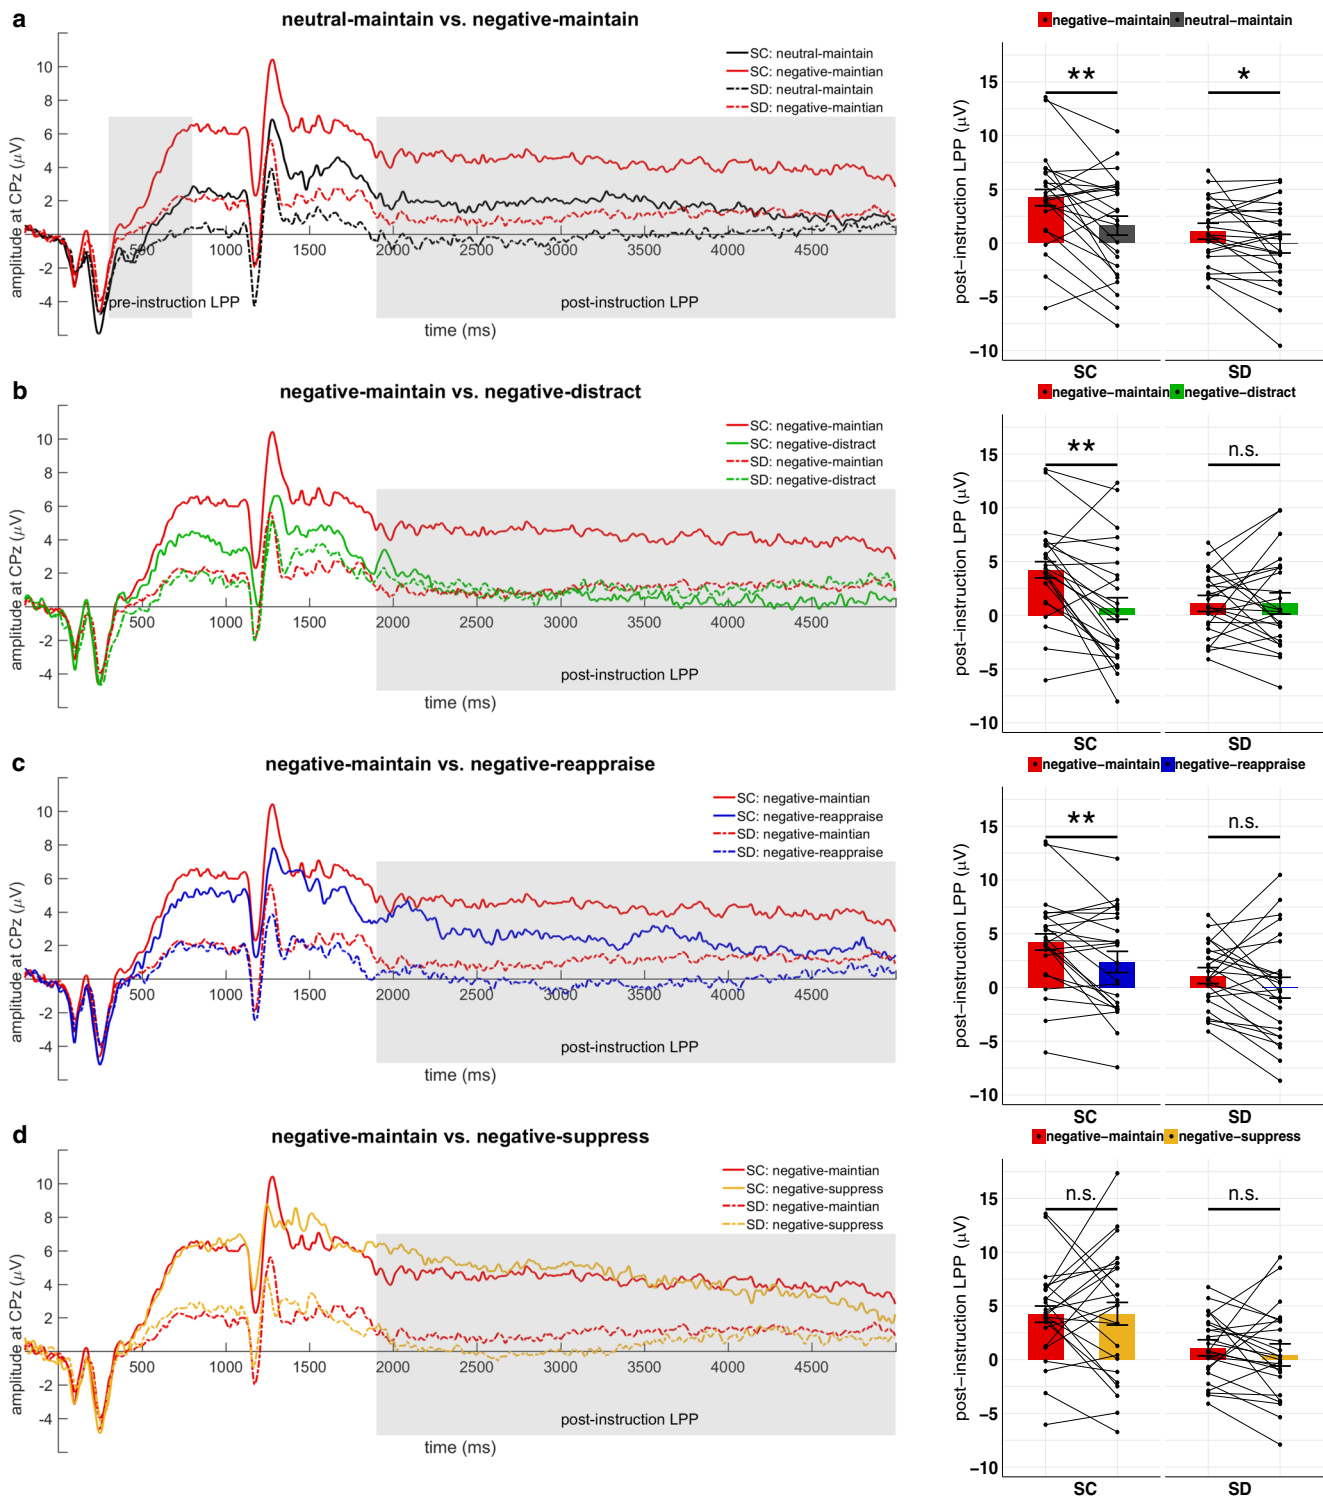 a
neutral-maintain vs. negative-maintain
negative-maintain neutral-maintain
SC: neutral-maintain
SC: negative-maintian
SD: neutral-maintain
SD: negative-maintian
10
8
6
4
2
-2
-4
amplitude at CPz (μV)
500 1000 1500 2000 2500 3000 3500 4000 4500
pre-instruction LPP
post-instruction LPP
time (ms)
** *
15
10
5
0
−5
−10
post−instruction LPP (μV)
SC SD
b
negative-maintain vs. negative-distract
negative−maintain negative−distract
SC: negative-maintian
SC: negative-distract
SD: negative-maintian
SD: negative-distract
10
8
6
4
2
-2
-4
amplitude at CPz (μV)
500 1000 1500 2000 2500 3000 3500 4000 4500
post-instruction LPP
time (ms)
** n.s.
15
10
5
0
−5
−10
post−instruction LPP (μV)
SC SD
c
negative-maintain vs. negative-reappraise
negative−maintain negative−reappraise
SC: negative-maintian
SC: negative-reappraise
SD: negative-maintian
SD: negative-reappraise
10
8
6
4
2
-2
-4
amplitude at CPz (μV)
500 1000 1500 2000 2500 3000 3500 4000 4500
post-instruction LPP
time (ms)
** n.s.
15
10
5
0
−5
−10
post−instruction LPP (μV)
SC SD
d
negative-maintain vs. negative-suppress
negative−maintain negative−suppress
SC: negative-maintian
SC: negative-suppress
SD: negative-maintian
SD: negative-suppress
10
8
6
4
2
-2
-4
amplitude at CPz (μV)
500 1000 1500 2000 2500 3000 3500 4000 4500
post-instruction LPP
time (ms)
n.s. n.s.
15
10
5
0
−5
−10
post−instruction LPP (μV)
SC SD